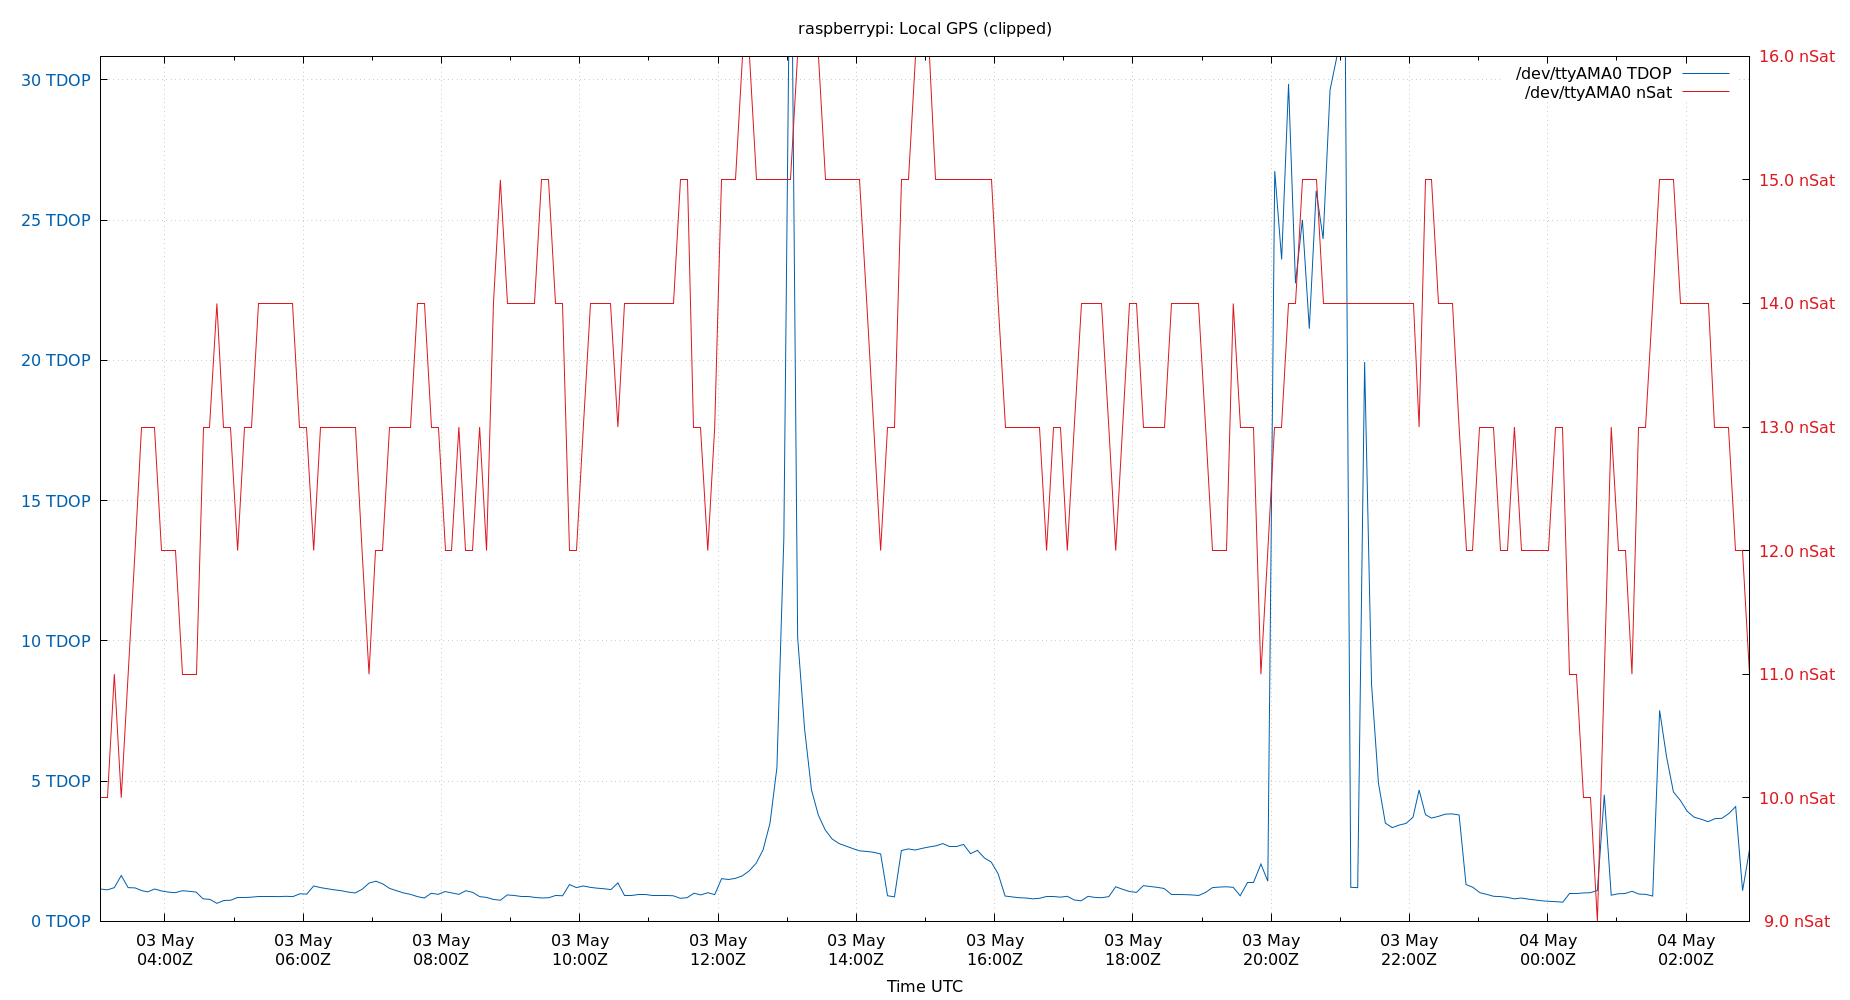 raspberrypi: Local GPS (clipped)
/dev/ttyAMA0 TDOP
/dev/ttyAMA0 nSat
30 TDOP
25 TDOP
20 TDOP
15 TDOP
10 TDOP
5 TDOP
0 TDOP
16.0 nSat
15.0 nSat
14.0 nSat
13.0 nSat
12.0 nSat
11.0 nSat
10.0 nSat
9.0 nSat
03 May
04:00Z
03 May
06:00Z
03 May
08:00Z
03 May
10:00Z
03 May
12:00Z
03 May
14:00Z
03 May
16:00Z
03 May
18:00Z
03 May
20:00Z
03 May
22:00Z
04 May
00:00Z
04 May
02:00Z
Time UTC